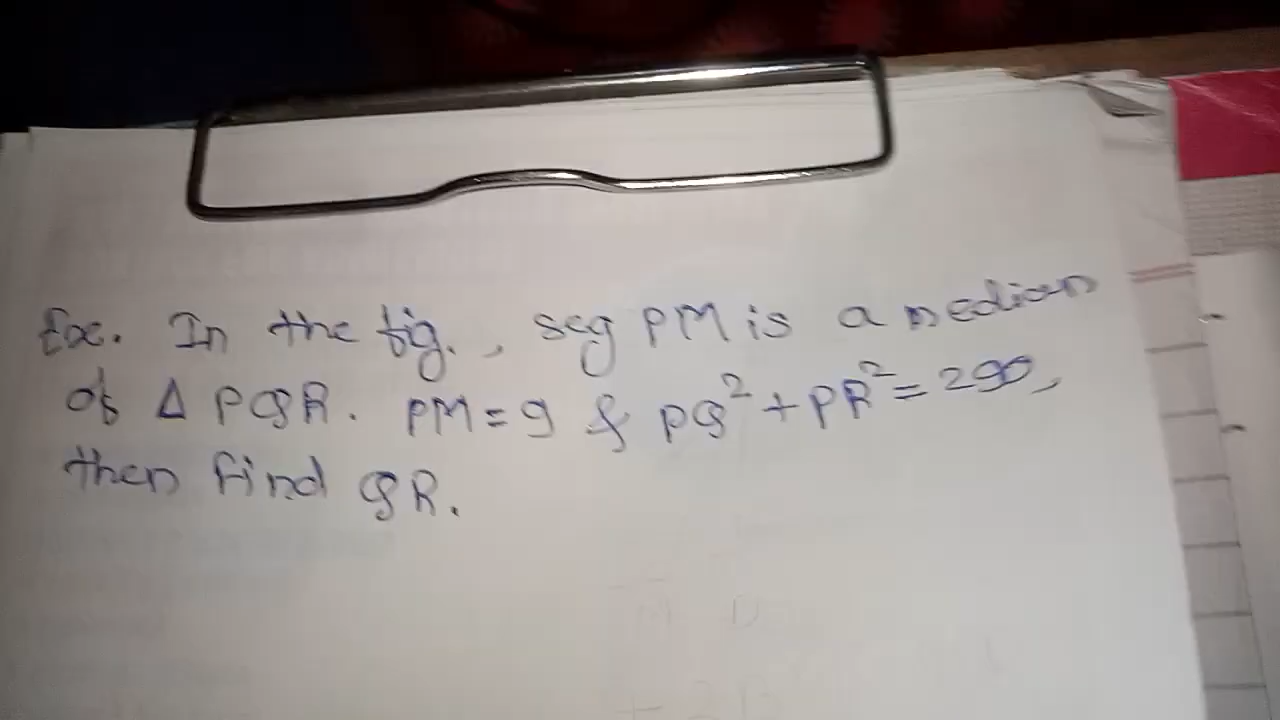 Ex. In the fig., seg PM is a median
of Δ PQR. PM = 9 & PQ² + PR² = 290,
then find QR.